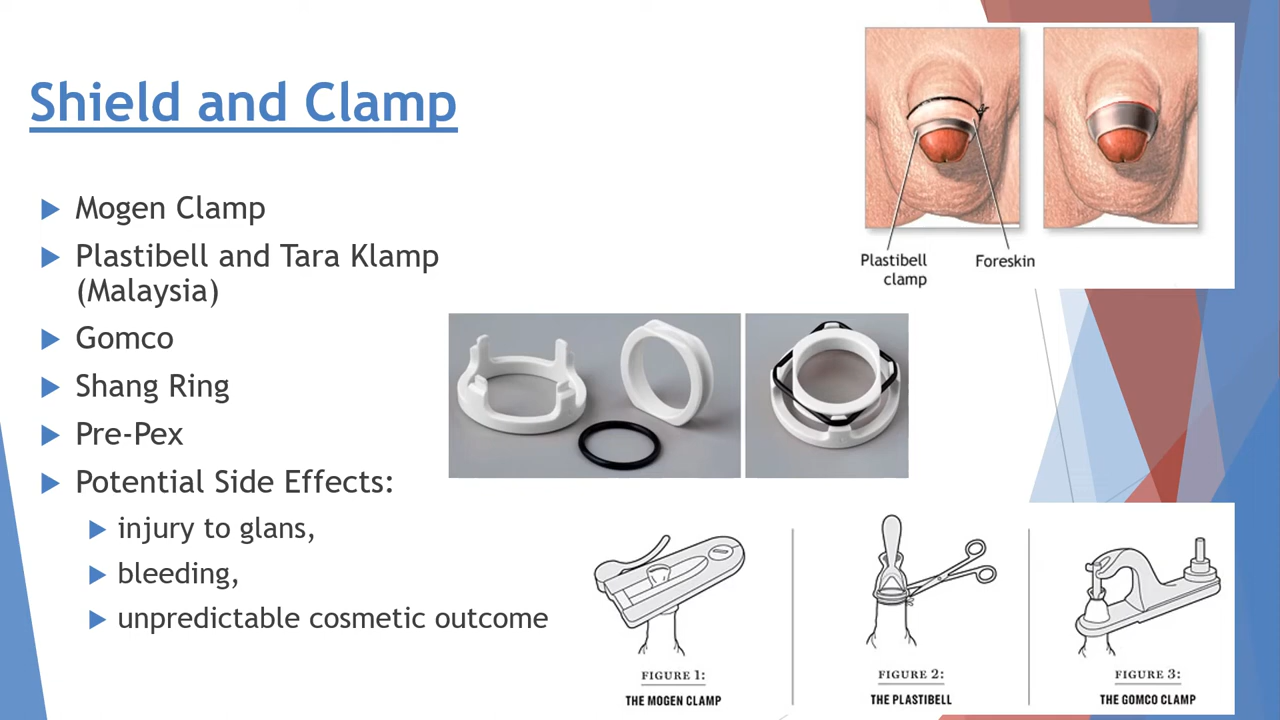 Shield and Clamp
Mogen Clamp
Plastibell and Tara Klamp
(Malaysia)
Gomco
Shang Ring
Pre-Pex
Potential Side Effects:
injury to glans,
bleeding,
unpredictable cosmetic outcome
Plastibell
clamp
Foreskin
FIGURE 1:
THE MOGEN CLAMP
FIGURE 2:
THE PLASTIBELL
FIGURE 3:
THE GOMCO CLAMP